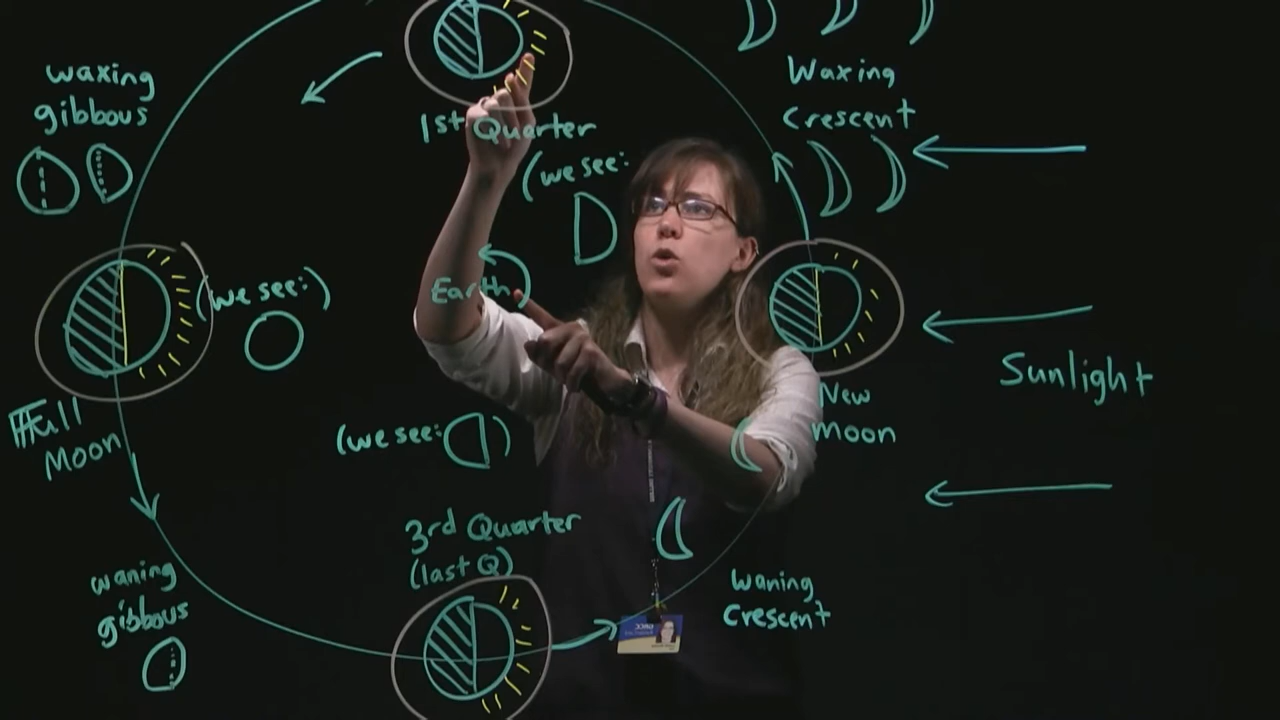 waxing
gibbous
Waxing
Crescent
1st Quarter
(we see:
Earth
(we see:)
Sunlight
Full
Moon
New
Moon
(we see: )
3rd Quarter
(last Q)
waning
gibbous
Waning
Crescent